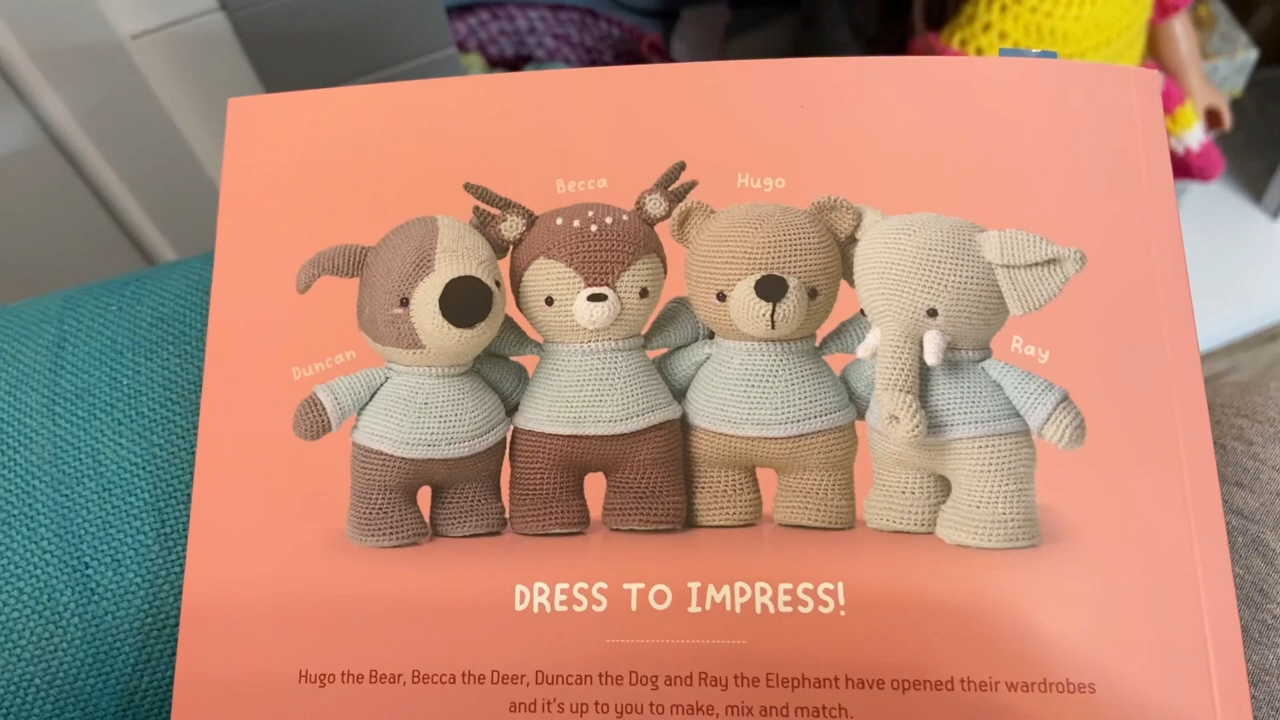 Becca
Hugo
Duncan
Ray
DRESS TO IMPRESS!
Hugo the Bear, Becca the Deer, Duncan the Dog and Ray the Elephant have opened their wardrobes
and it's up to you to make, mix and match.